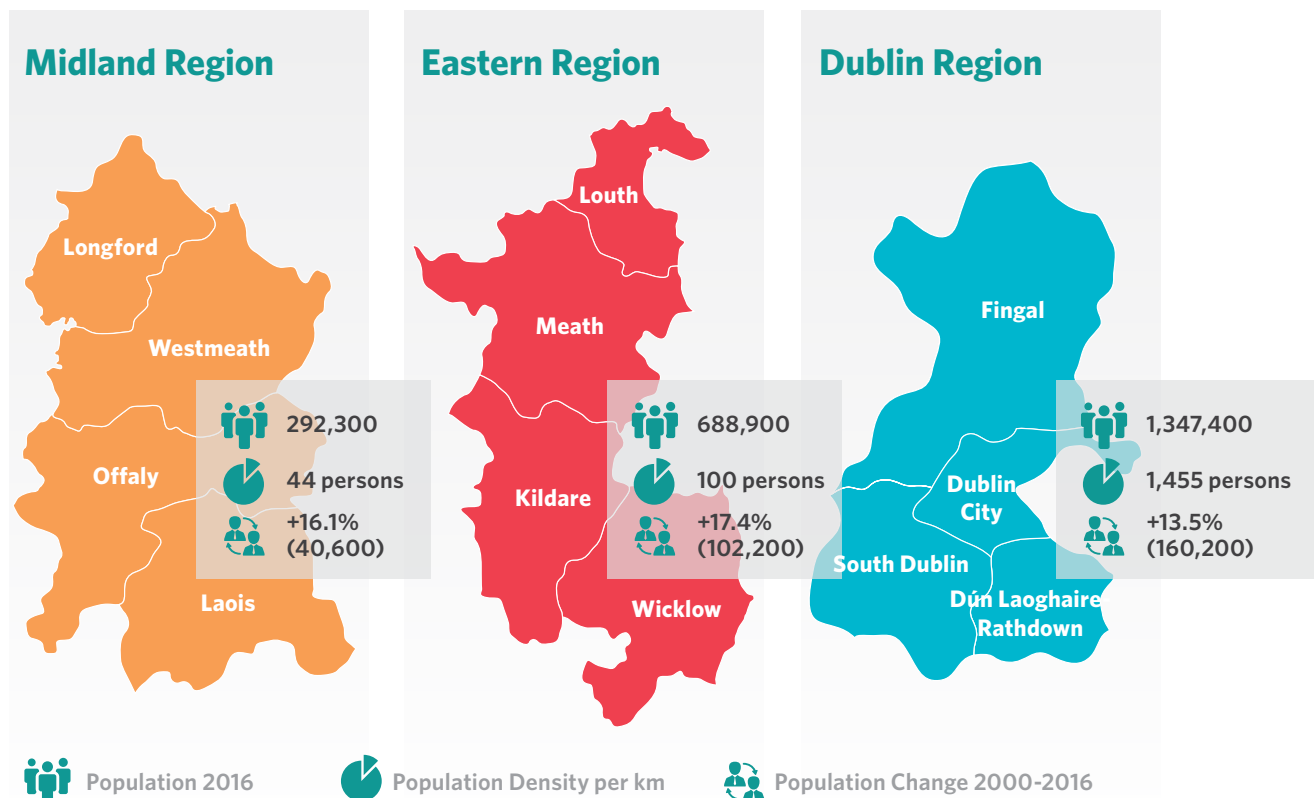 Midland Region
Longford
Westmeath
Offaly
Laois
292,300
44 persons
+16.1%
(40,600)
Eastern Region
Louth
Meath
Kildare
Wicklow
688,900
100 persons
+17.4%
(102,200)
Dublin Region
Fingal
Dublin
City
South Dublin
Dún Laoghaire-
Rathdown
1,347,400
1,455 persons
+13.5%
(160,200)
Population 2016
Population Density per km
Population Change 2000-2016